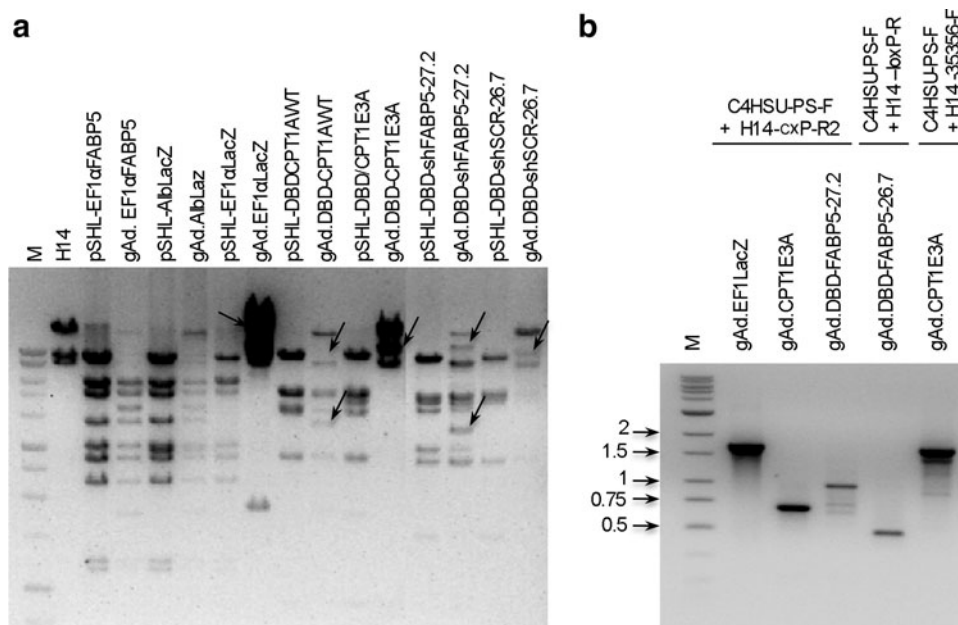 a
M
H14
pSHL-EF1αFABP5
gAd. EF1αFABP5
pSHL-AlbLacZ
gAd.AlbLaz
pSHL-EF1αLacZ
gAd.EF1αLacZ
pSHL-DBDCPT1AWT
gAd.DBD-CPT1AWT
pSHL-DBD/CPT1E3A
gAd.DBD-CPT1E3A
pSHL-DBD-shFABP5-27.2
gAd.DBD-shFABP5-27.2
pSHL-DBD-shSCR-26.7
gAd.DBD-shSCR-26.7
b
C4HSU-PS-F
+ H14-cxP-R2
C4HSU-PS-F
+ H14-loxP-R
C4HSU-PS-F
+ H14-35356-F
M
gAd.EF1LacZ
gAd.CPT1E3A
gAd.DBD-FABP5-27.2
gAd.DBD-FABP5-26.7
gAd.CPT1E3A
2
1.5
1
0.75
0.5